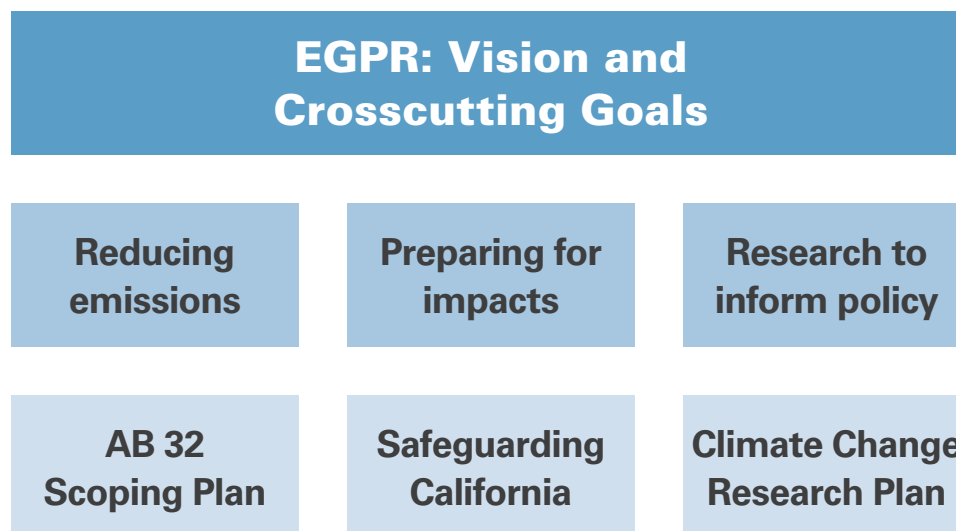 EGPR: Vision and
Crosscutting Goals
Reducing
emissions
Preparing for
impacts
Research to
inform policy
AB 32
Scoping Plan
Safeguarding
California
Climate Change
Research Plan